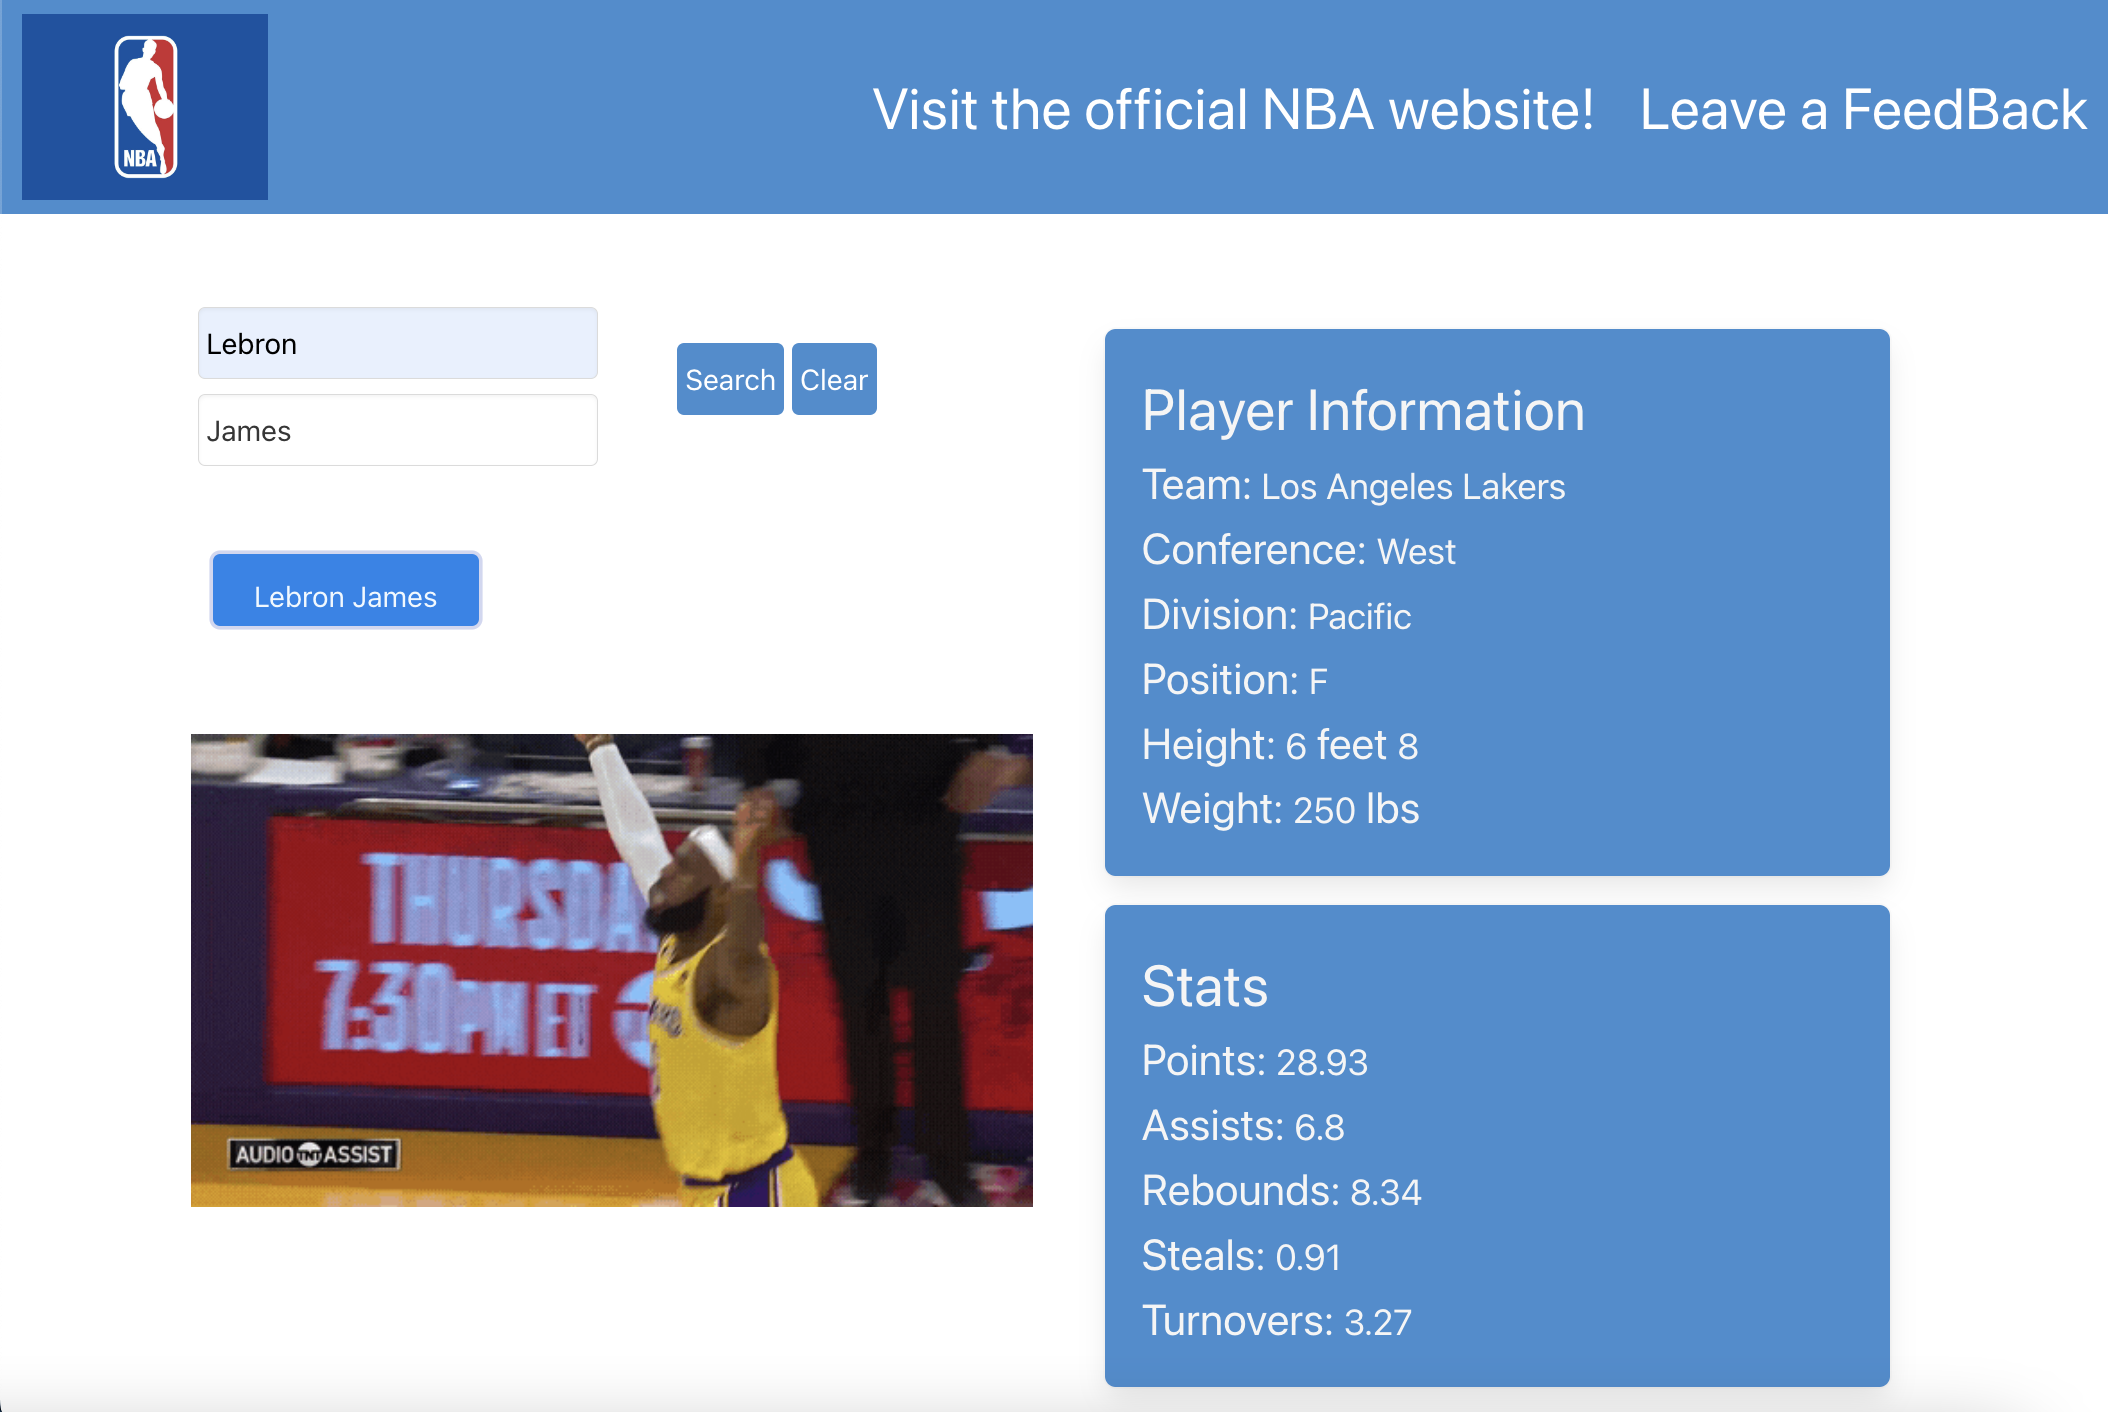 NBA
Visit the official NBA website! Leave a FeedBack
Lebron
James
Search Clear
Lebron James
7:30PM ET
AUDIO TNT ASSIST
Player Information
Team: Los Angeles Lakers
Conference: West
Division: Pacific
Position: F
Height: 6 feet 8
Weight: 250 lbs
Stats
Points: 28.93
Assists: 6.8
Rebounds: 8.34
Steals: 0.91
Turnovers: 3.27